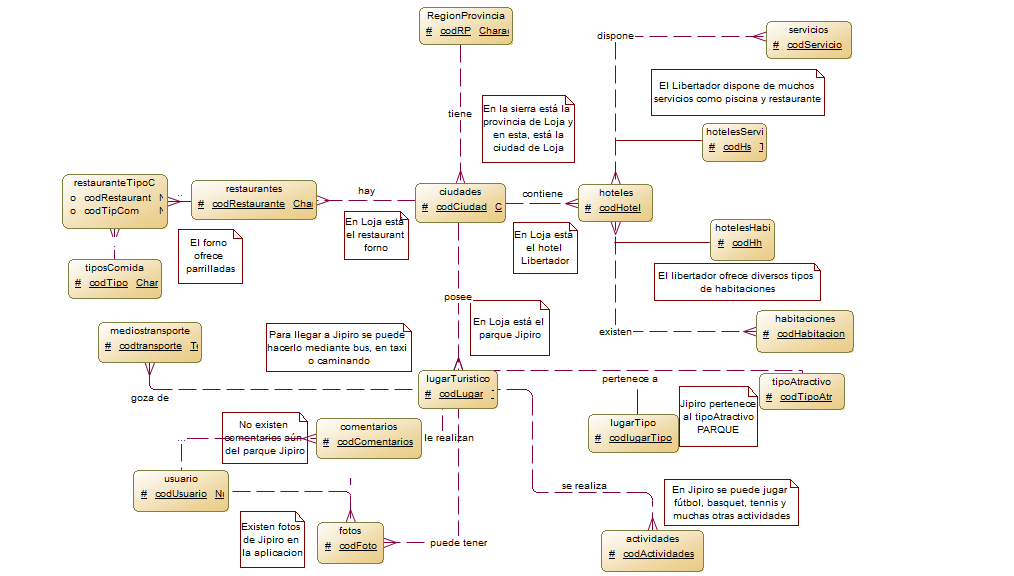 RegionProvincia
# codRP Chara
dispone
servicios
# codServicio
El Libertador dispone de muchos
servicios como piscina y restaurante
tiene
En la sierra está la
provincia de Loja y
en esta, está la
ciudad de Loja
hotelesServi
# codHs
restauranteTipoC
o codRestaurant N
o codTipCom N
restaurantes
# codRestaurante Cha
hay
ciudades
# codCiudad C
contiene
hoteles
# codHotel
En Loja está
el restaurant
forno
En Loja está
el hotel
Libertador
hotelesHabi
# codHh
El forno
ofrece
parrilladas
tiposComida
# codTipo Char
El libertador ofrece diversos tipos
de habitaciones
posee
En Loja está el
parque Jipiro
existen
habitaciones
# codHabitacion
mediostransporte
# codtransporte Te
Para llegar a Jipiro se puede
hacerlo mediante bus, en taxi
o caminando
goza de
lugarTuristico
# codLugar
pertenece a
tipoAtractivo
# codTipoAtr
Jipiro pertenece
al tipoAtractivo
PARQUE
lugarTipo
# codlugarTipo
No existen
comentarios aún
del parque Jipiro
comentarios
# codComentarios
le realizan
...
usuario
# codUsuario Nu
se realiza
En Jipiro se puede jugar
fútbol, basquet, tennis y
muchas otras actividades
Existen fotos
de Jipiro en
la aplicacion
fotos
# codFoto
puede tener
actividades
# codActividades